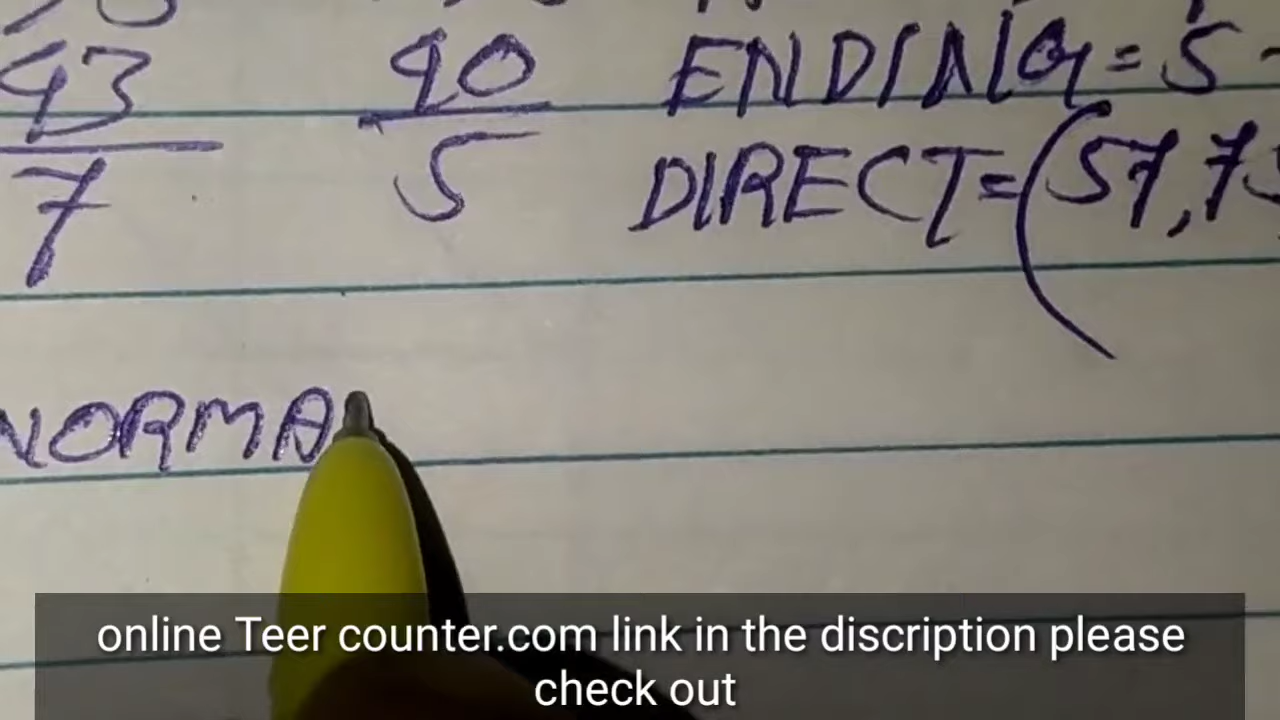 93 90 ENDING = 5
7 5 DIRECT = (57, 75
NORMA
online Teer counter.com link in the discription please
check out